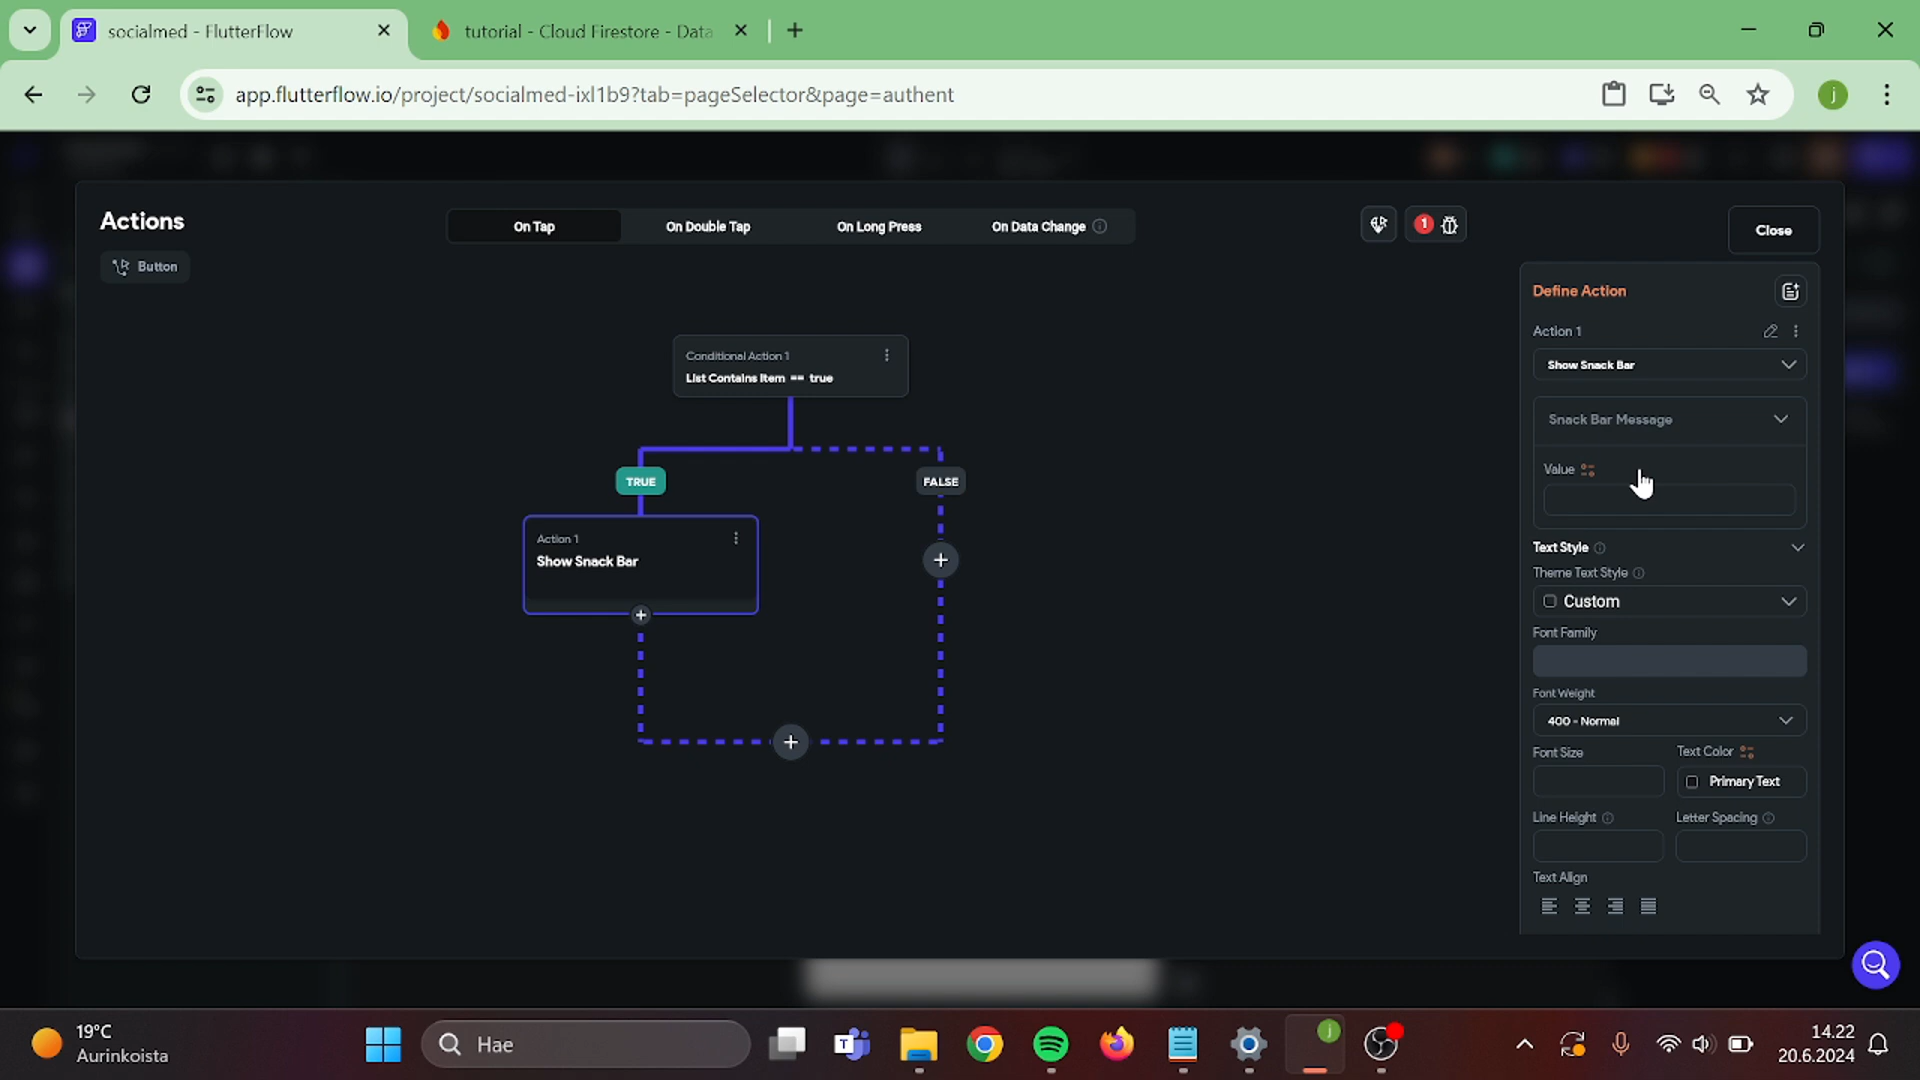 socialmed - FlutterFlow
tutorial - Cloud Firestore - Data
app.flutterflow.io/project/socialmed-ixl1b9?tab=pageSelector&page=authent
j
Actions
On Tap
On Double Tap
On Long Press
On Data Change
1
Close
Button
Define Action
Action 1
Show Snack Bar
Conditional Action 1
List Contains Item == true
Snack Bar Message
Value
TRUE
FALSE
Action 1
Show Snack Bar
Text Style
Theme Text Style
Custom
Font Family
Font Weight
400 - Normal
Font Size
Text Color
Primary Text
Line Height
Letter Spacing
Text Align
19°C
Aurinkoista
Hae
j
14.22
20.6.2024